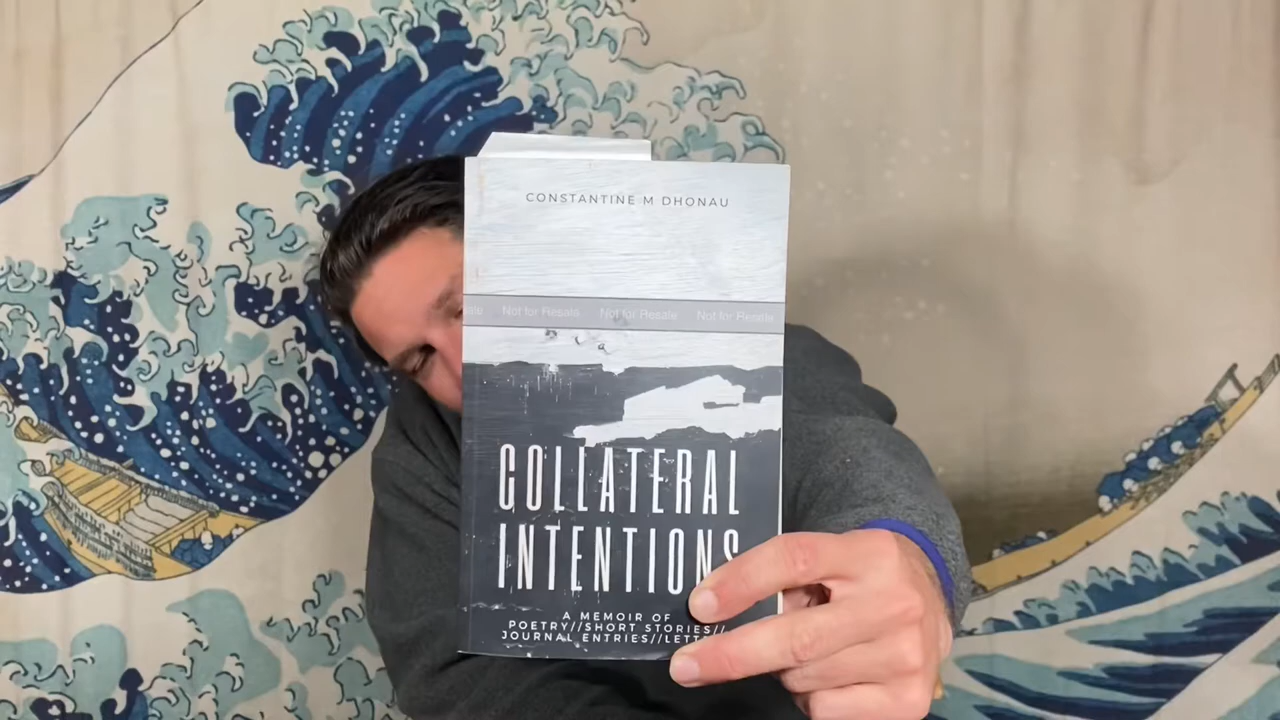 CONSTANTINE M DHONAU
Not for Resale Not for Resale Not for Resale
COLLATERAL
INTENTIONS
A MEMOIR OF
POETRY//SHORT STORIES//
JOURNAL ENTRIES//